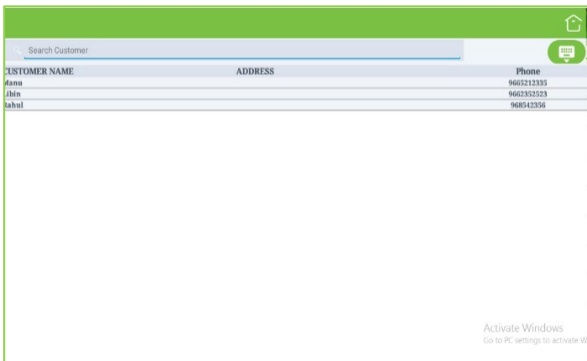 Search Customer
CUSTOMER NAME ADDRESS Phone
Manu 9665212335
Libin 9662352523
Rahul 968542356
Activate Windows
Go to PC settings to activate W